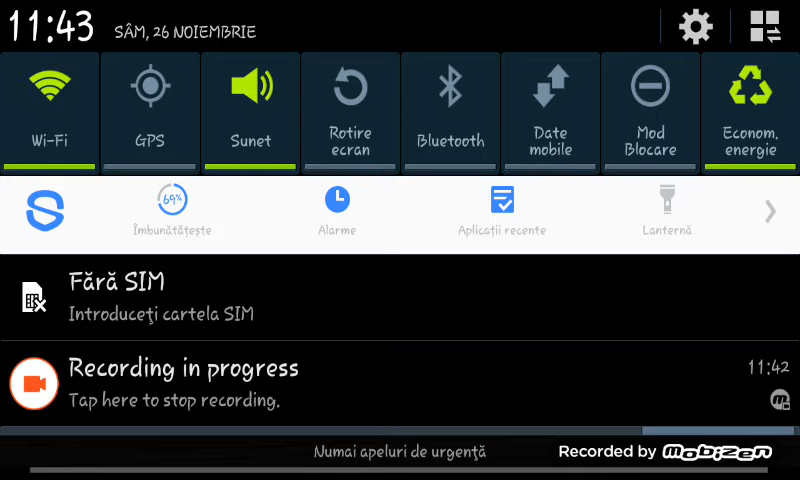 11:43 SÂM, 26 NOIEMBRIE
Wi-Fi
GPS
Sunet
Rotire
ecran
Bluetooth
Date
mobile
Mod
Blocare
Econom.
energie
69%
Îmbunătățește
Alarme
Aplicații recente
Lanternă
Fără SIM
Introduceţi cartela SIM
Recording in progress 11:42
Tap here to stop recording.
Numai apeluri de urgenţă
Recorded by mobizen